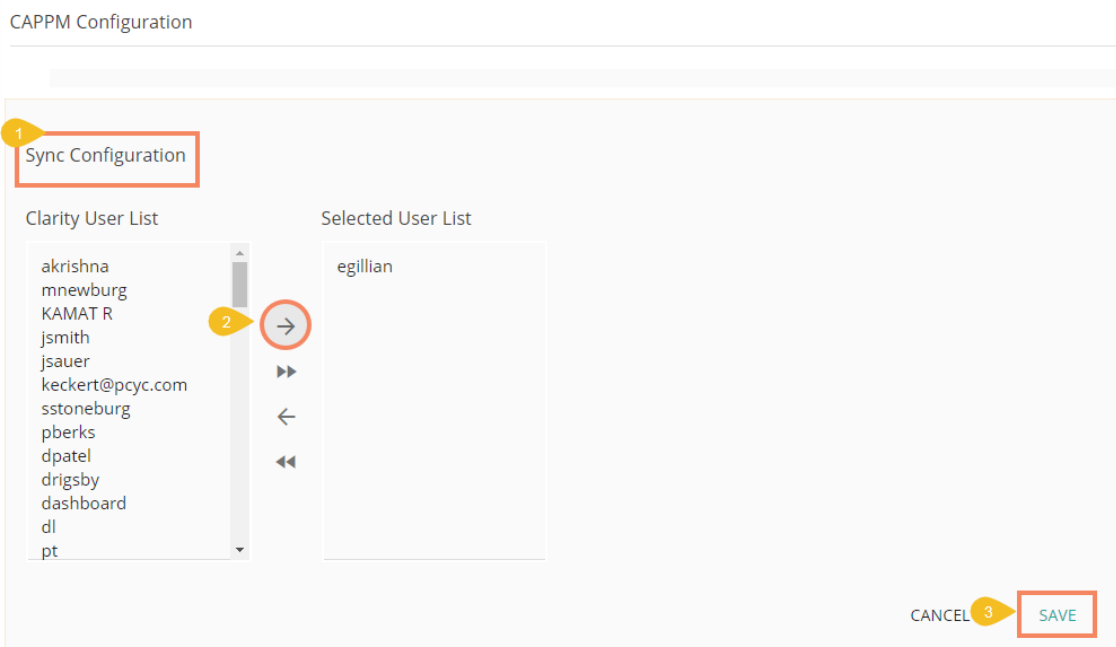 CAPPM Configuration
1
Sync Configuration
Clarity User List
Selected User List
akrishna
mnewburg
KAMAT R
jsmith
jsauer
keckert@pcyc.com
sstoneburg
pberks
dpatel
drigsby
dashboard
dl
pt
egillian
2
CANCEL 3 SAVE